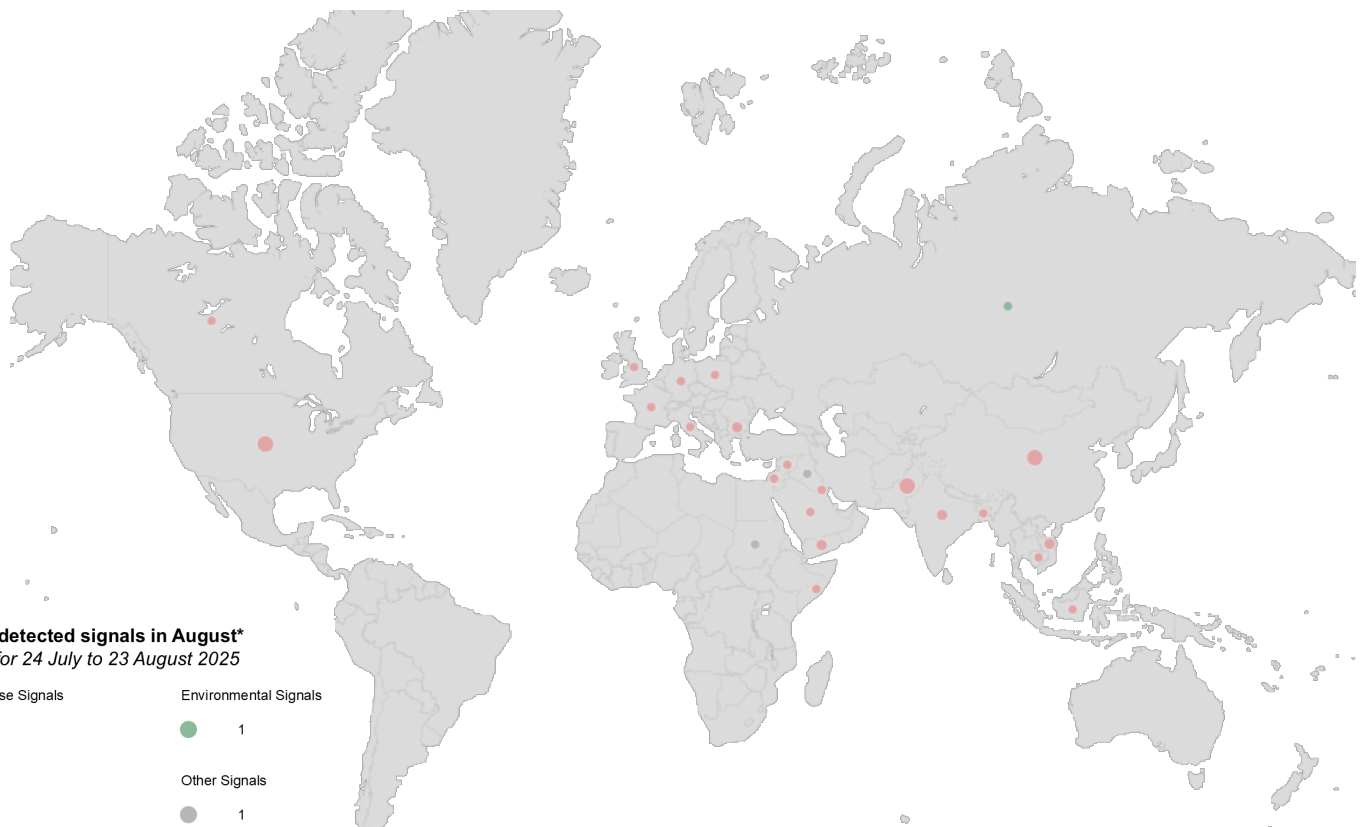 detected signals in August*
for 24 July to 23 August 2025
se Signals
Environmental Signals
1
Other Signals
1